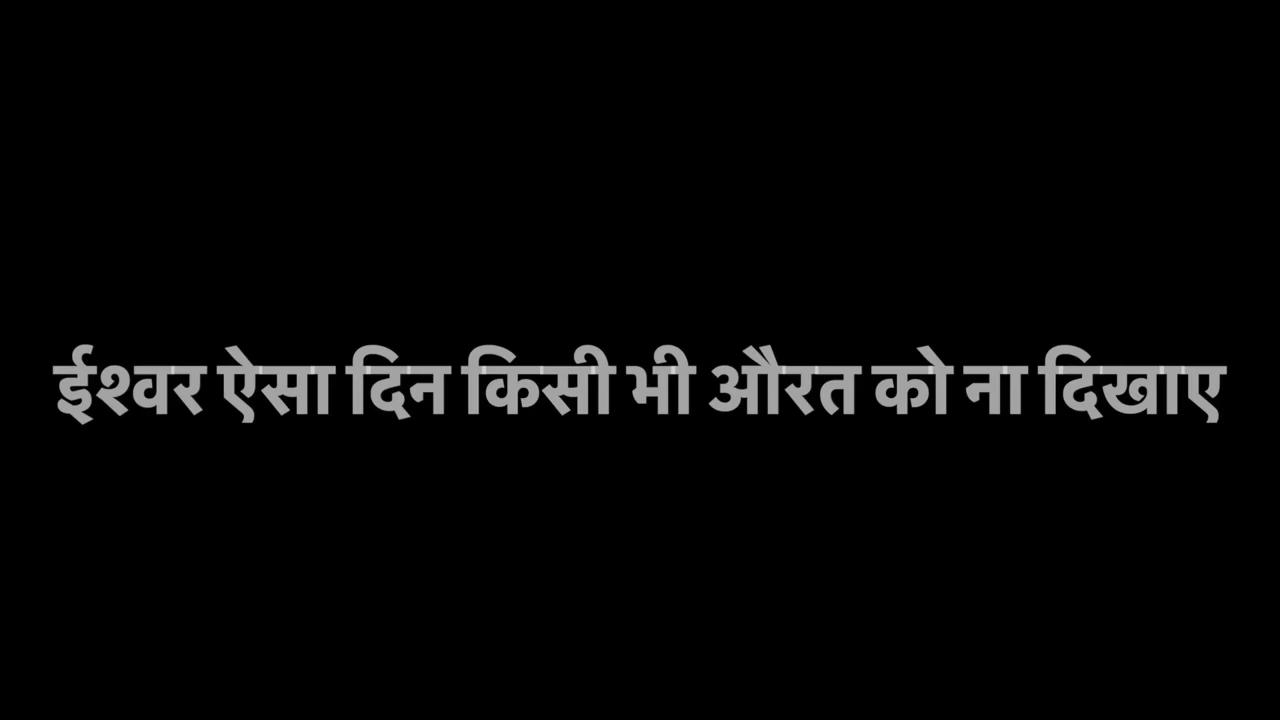 ईश्वर ऐसा दिन किसी भी औरत को ना दिखाए